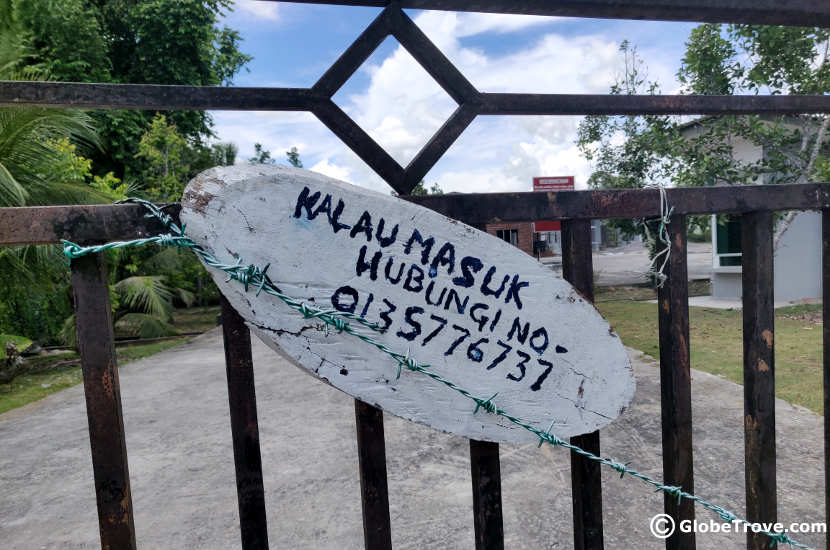 KALAU MASUK
HUBUNGI NO-
0135776737
© GlobeTrove.com